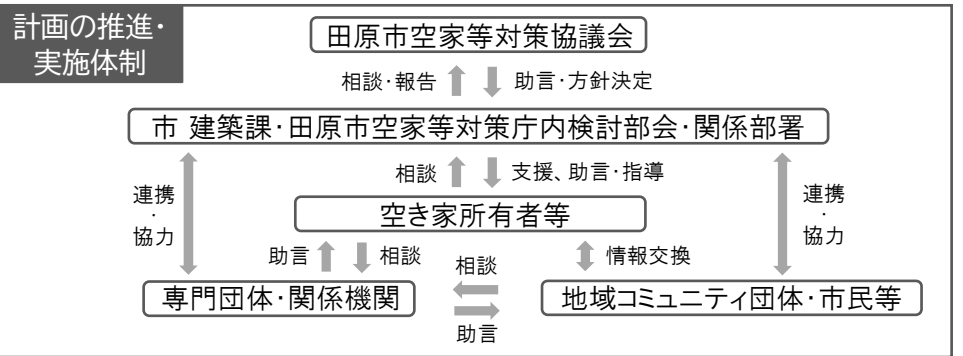 計画の推進・
実施体制
田原市空家等対策協議会
相談・報告
助言・方針決定
市 建築課・田原市空家等対策庁内検討部会・関係部署
連携
・
協力
相談
支援、助言・指導
連携
・
協力
空き家所有者等
助言
相談
相談
情報交換
専門団体・関係機関
地域コミュニティ団体・市民等
助言